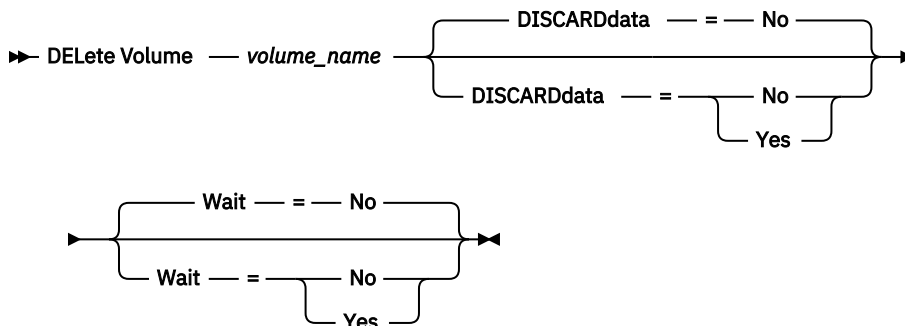 DISCARDdata = No
DELete Volume volume_name
DISCARDdata = No
Yes
Wait = No
Wait = No
Yes